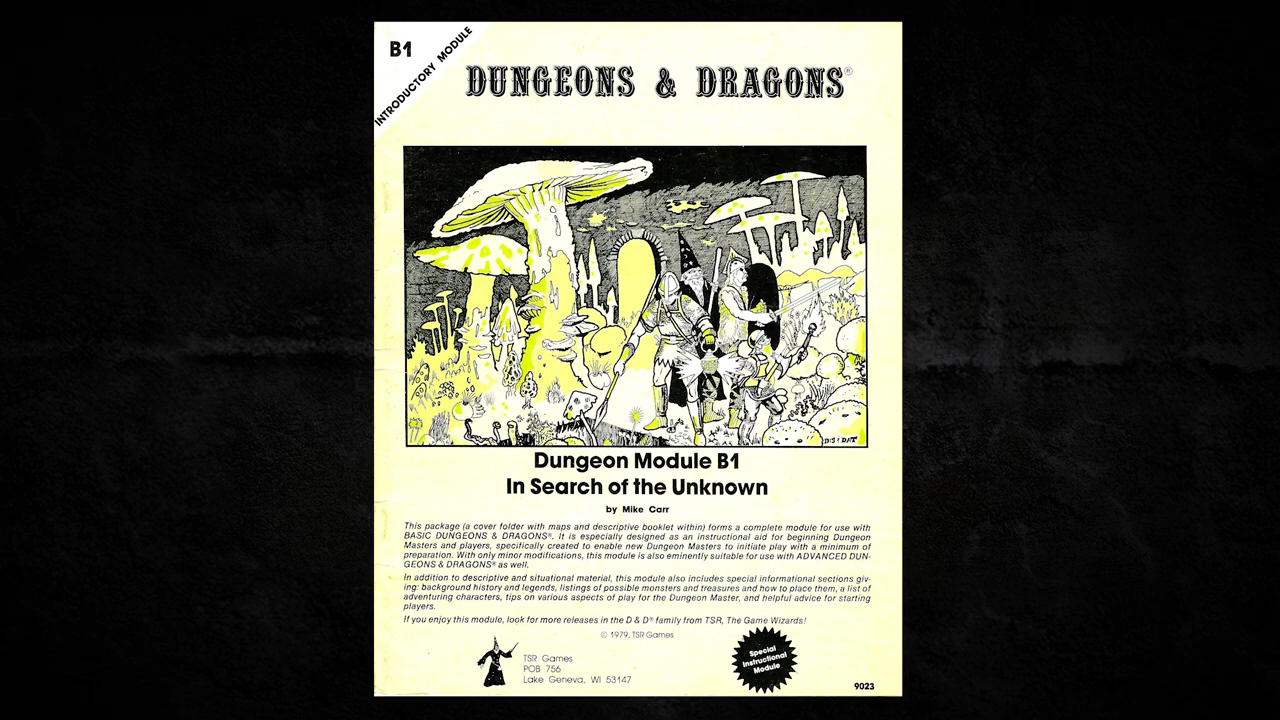 B1
INTRODUCTORY MODULE
DUNGEONS & DRAGONS®
DIS & DAT
Dungeon Module B1
In Search of the Unknown
by Mike Carr
This package (a cover folder with maps and descriptive booklet within) forms a complete module for use with
BASIC DUNGEONS & DRAGONS®. It is especially designed as an instructional aid for beginning Dungeon
Masters and players, specifically created to enable new Dungeon Masters to initiate play with a minimum of
preparation. With only minor modifications, this module is also eminently suitable for use with ADVANCED DUN-
GEONS & DRAGONS® as well.
In addition to descriptive and situational material, this module also includes special informational sections giv-
ing: background history and legends, listings of possible monsters and treasures and how to place them, a list of
adventuring characters, tips on various aspects of play for the Dungeon Master, and helpful advice for starting
players.
If you enjoy this module, look for more releases in the D & D® family from TSR, The Game Wizards!
© 1979, TSR Games
TSR Games
POB 756
Lake Geneva, WI 53147
Special
Instructional
Module
9023